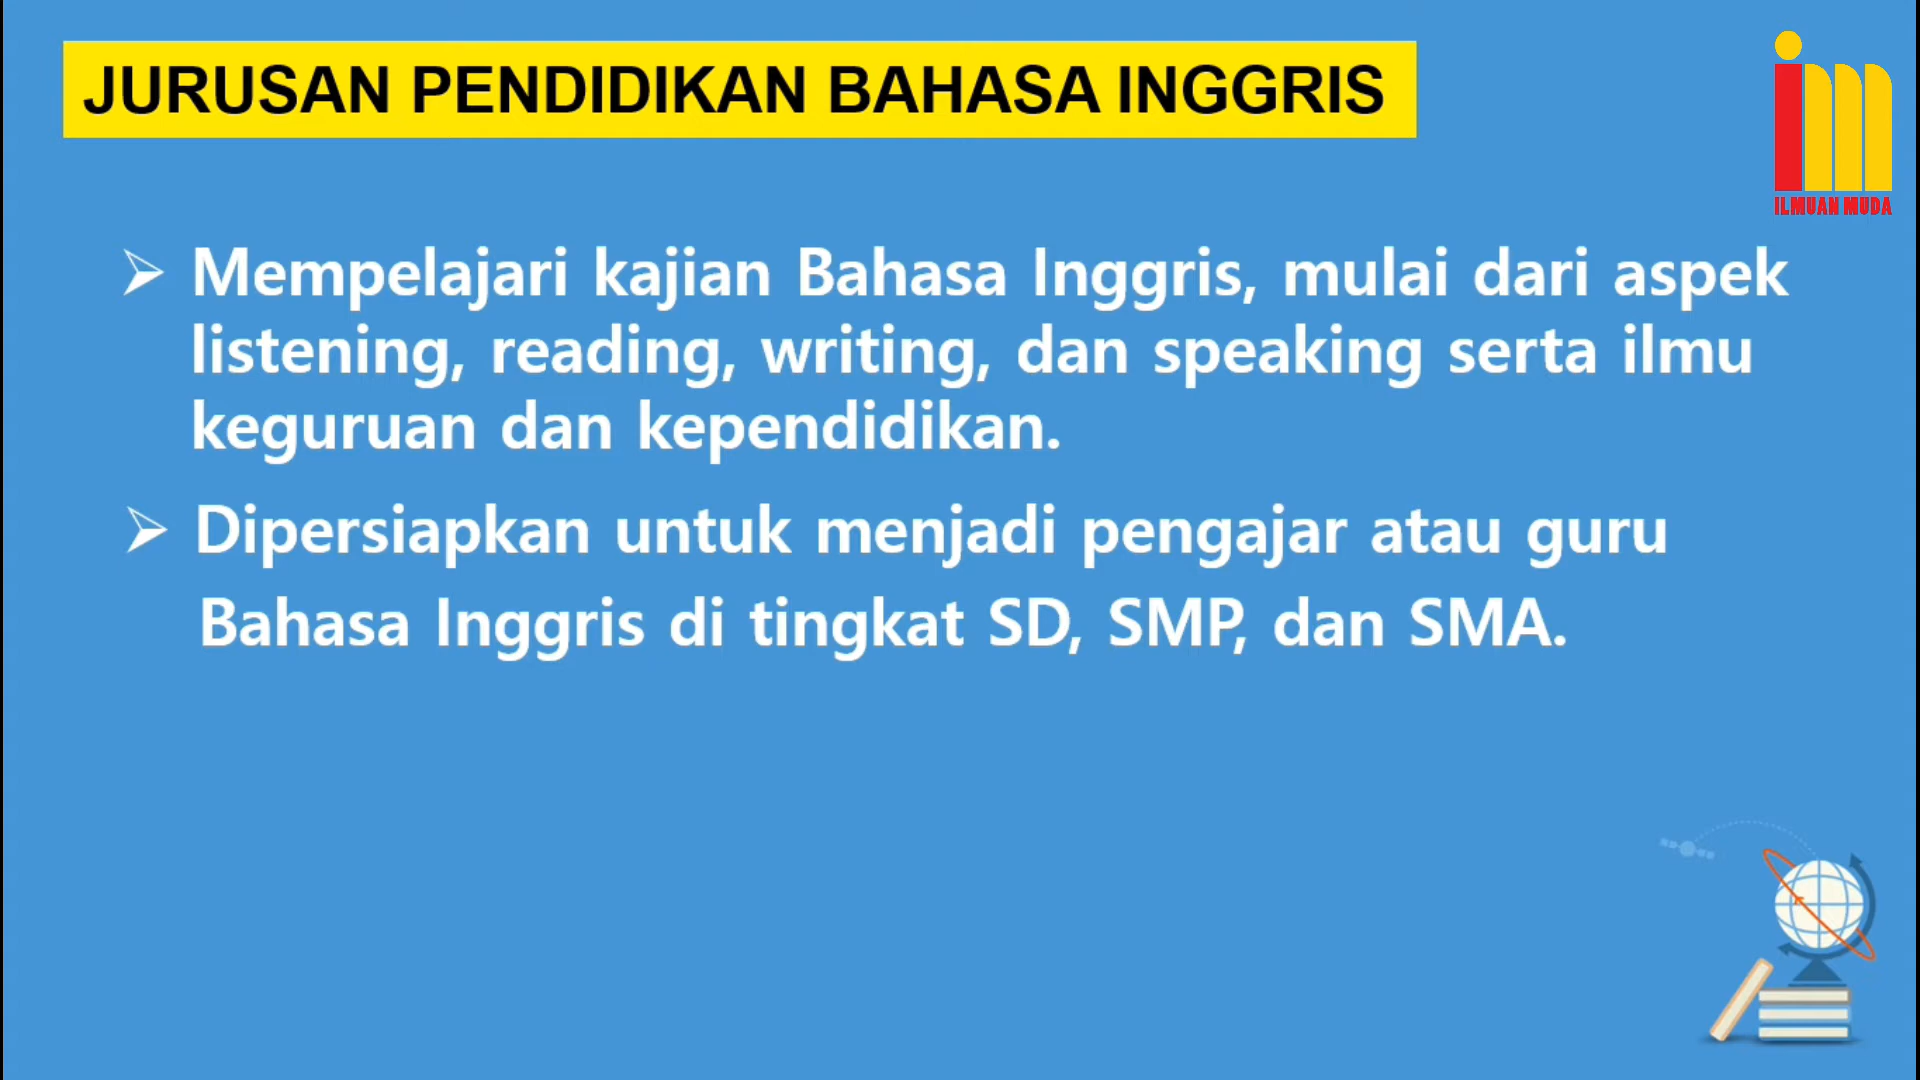 JURUSAN PENDIDIKAN BAHASA INGGRIS
ILMUAN MUDA
Mempelajari kajian Bahasa Inggris, mulai dari aspek
listening, reading, writing, dan speaking serta ilmu
keguruan dan kependidikan.
Dipersiapkan untuk menjadi pengajar atau guru
Bahasa Inggris di tingkat SD, SMP, dan SMA.